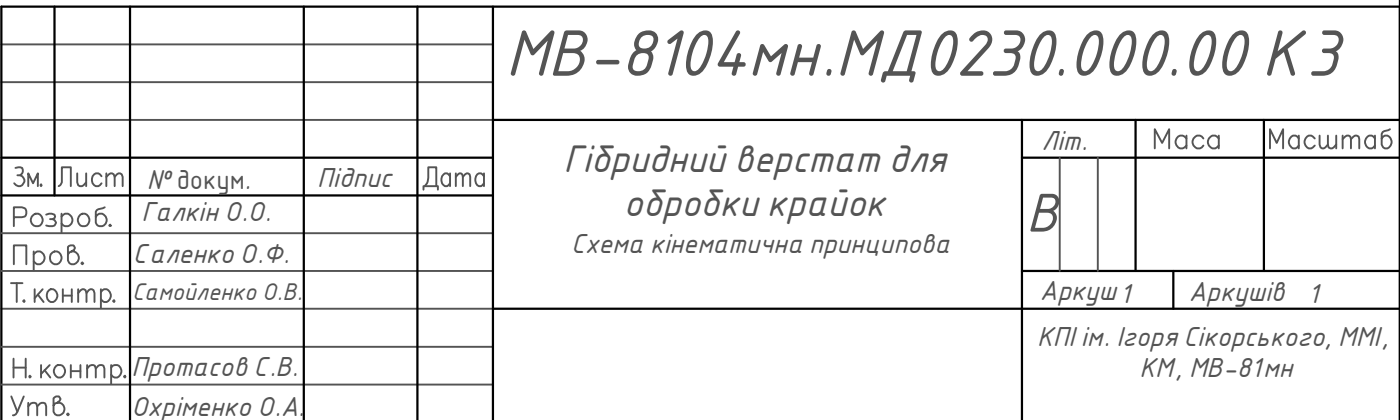 МВ-8104мн.МД0230.000.00 КЗ
Гібридний верстат для
обробки крайок
Схема кінематична принципова
Літ. Маса Масштаб
В
Аркуш 1 Аркушів 1
КПІ ім. Ігоря Сікорського, ММІ,
КМ, МВ-81мн
Зм. Лист № докум. Підпис Дата
Розроб. Галкін О.О.
Пров. Саленко О.Ф.
Т. контр. Самойленко О.В.
Н. контр. Протасов С.В.
Утв. Охріменко О.А.